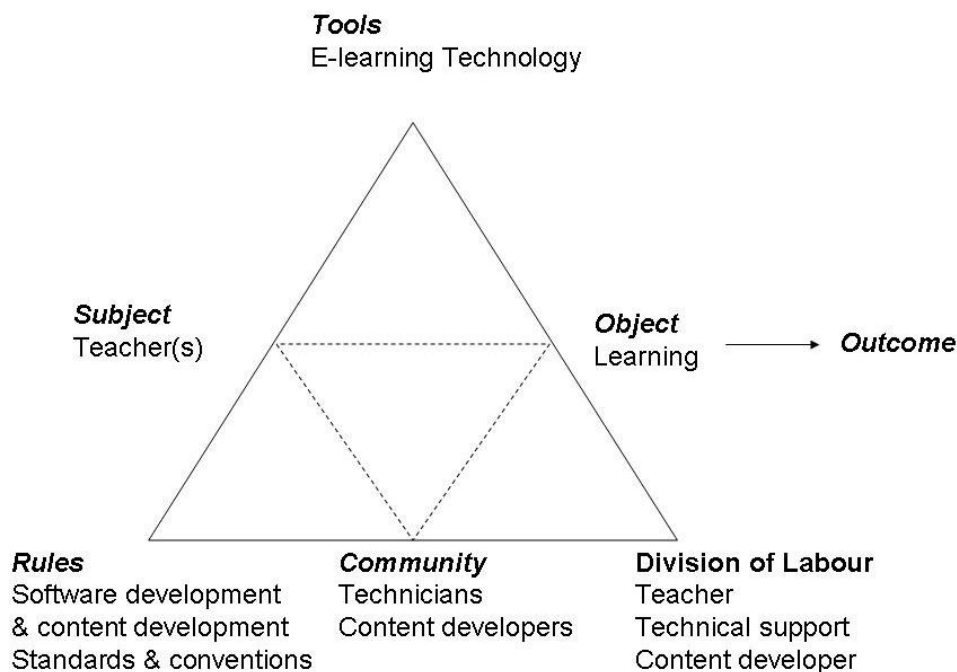 Tools
E-learning Technology
Subject
Teacher(s)
Object
Learning
Outcome
Rules
Software development
& content development
Standards & conventions
Community
Technicians
Content developers
Division of Labour
Teacher
Technical support
Content developer